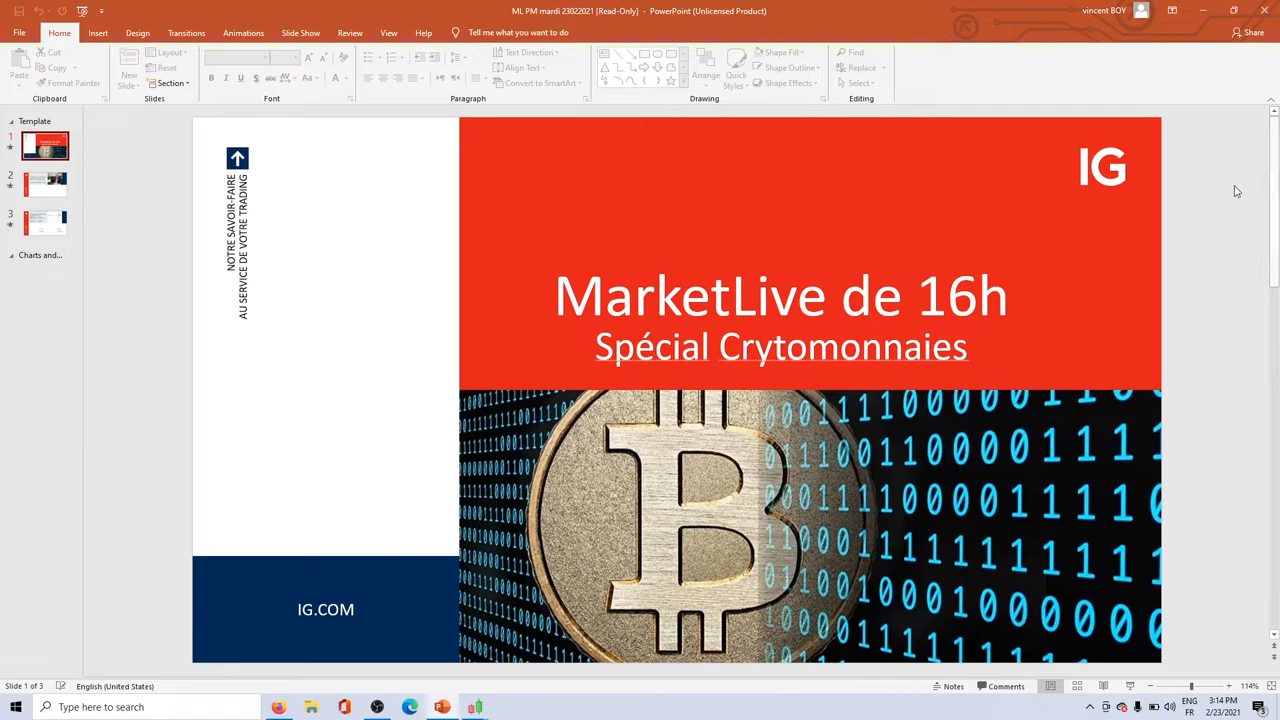 ML PM mardi 23022021 [Read-Only] - PowerPoint (Unlicensed Product)
vincent BOY
File Home Insert Design Transitions Animations Slide Show Review View Help Tell me what you want to do Share
Paste
Cut
Copy
Format Painter
Clipboard
New Slide
Layout
Reset
Section
Slides
Font
Paragraph
Text Direction
Align Text
Convert to SmartArt
Arrange
Quick Styles
Shape Fill
Shape Outline
Shape Effects
Drawing
Find
Replace
Select
Editing
Template
1
2
3
Charts and...
NOTRE SAVOIR-FAIRE
AU SERVICE DE VOTRE TRADING
IG
MarketLive de 16h
Spécial Crytomonnaies
IG.COM
Slide 1 of 3 English (United States) Notes Comments 114%
Type here to search
ENG
FR
3:14 PM
2/23/2021